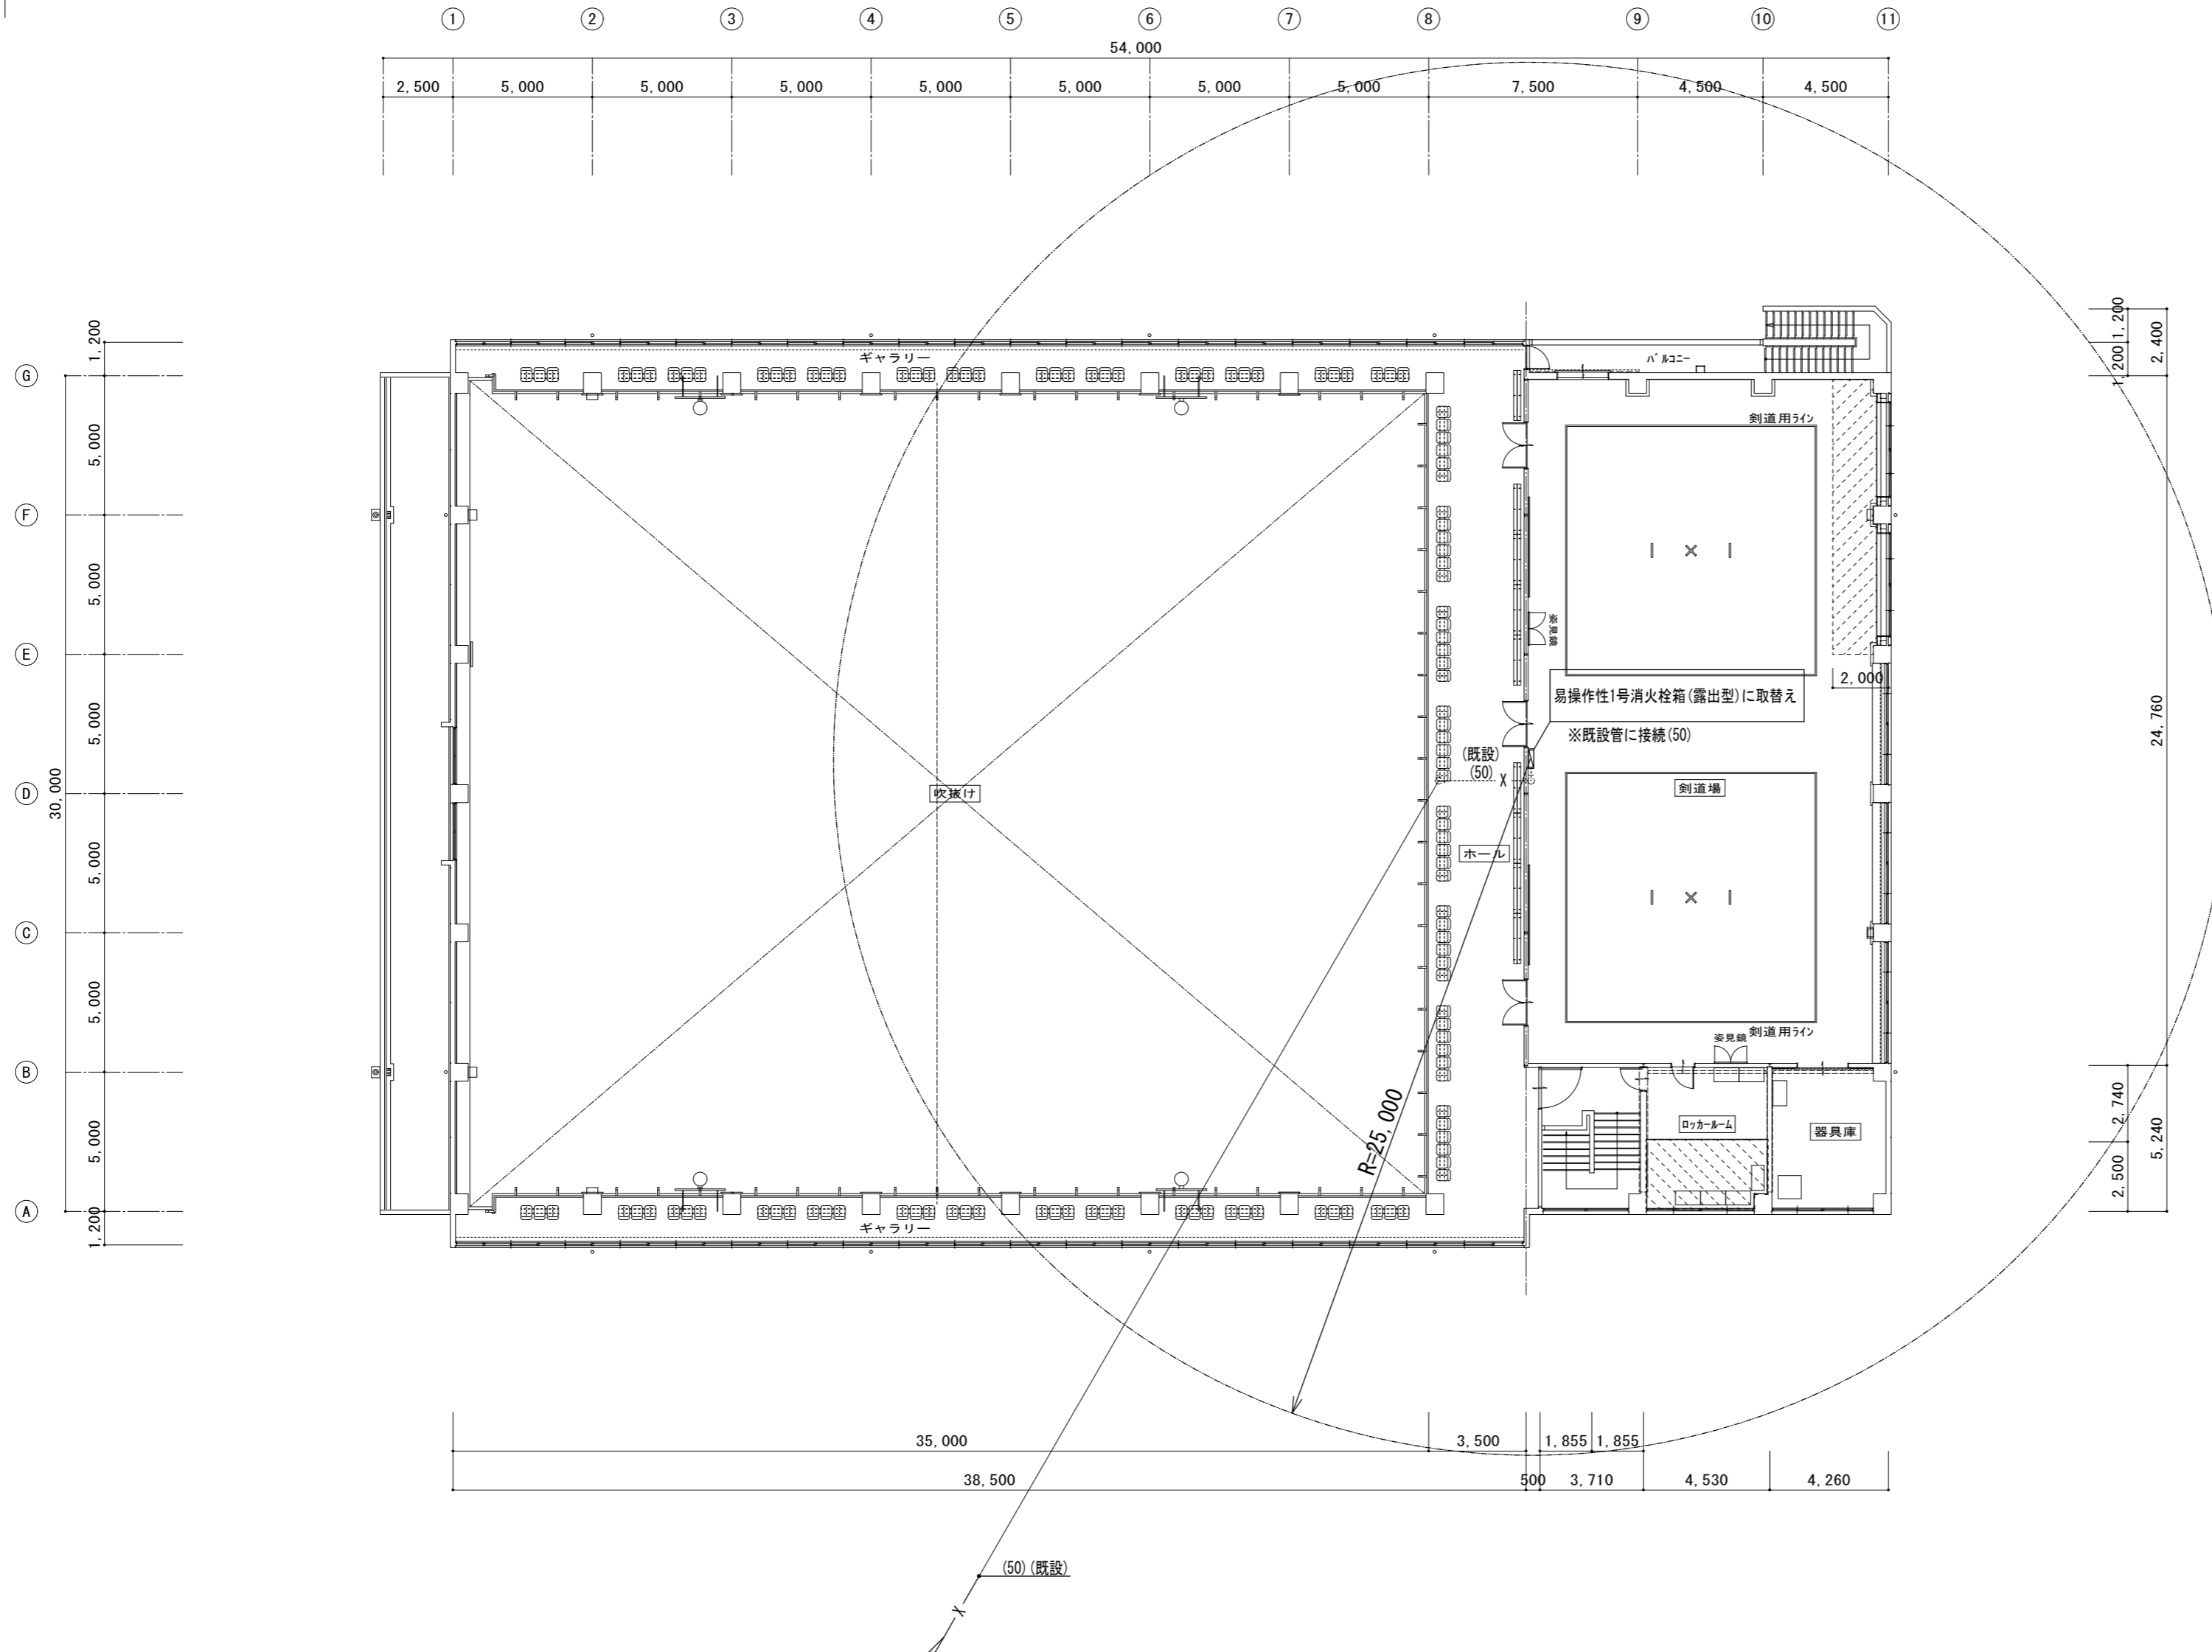 ① ② ③ ④ ⑤ ⑥ ⑦ ⑧ ⑨ ⑩ ⑪
54,000
2,500 5,000 5,000 5,000 5,000 5,000 5,000 5,000 7,500 4,500 4,500
1,200
Ⓖ
5,000
Ⓕ
5,000
Ⓔ
5,000
Ⓓ
30,000
5,000
Ⓒ
5,000
Ⓑ
5,000
Ⓐ
1,200
ギャラリー
バルコニー
1,200
1,200
2,400
剣道用ライン
姿見鏡
2,000
易操作性1号消火栓箱(露出型)に取替え
※既設管に接続(50)
(既設)
(50)
X
24,760
吹抜け
剣道場
ホール
剣道用ライン
姿見鏡
R=25,000
ロッカールーム
器具庫
2,740
2,500
5,240
ギャラリー
35,000 3,500 1,855 1,855
38,500 500 3,710 4,530 4,260
(50)(既設)
X